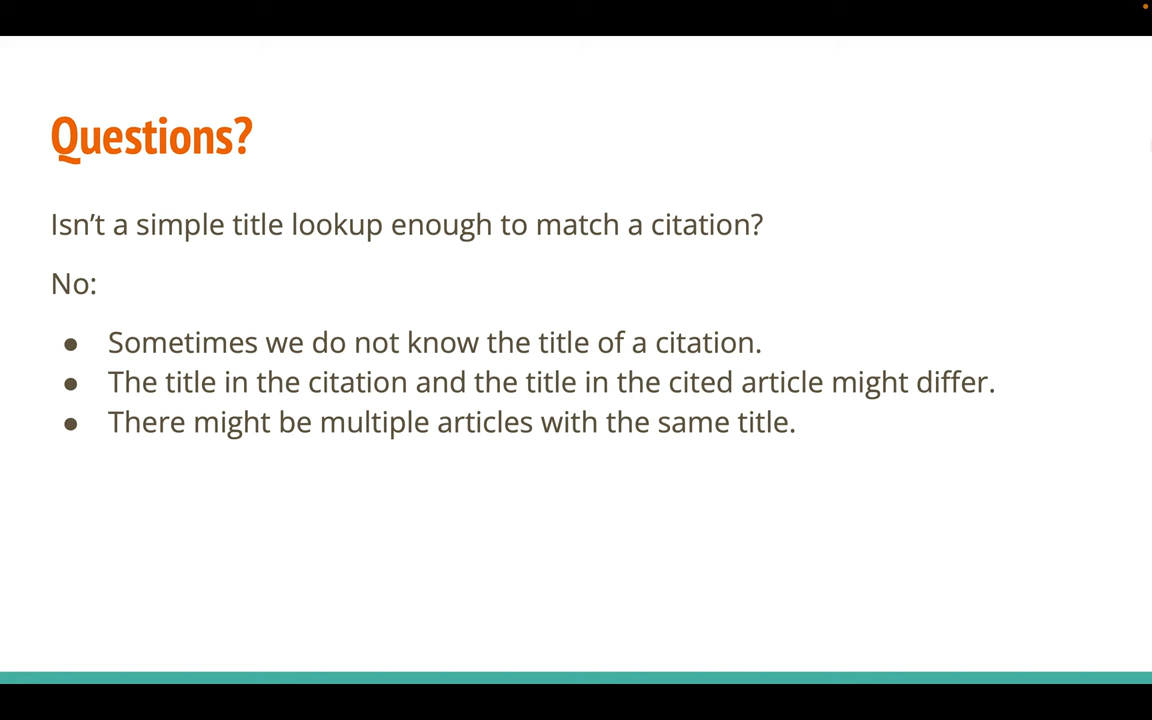 Questions?
Isn’t a simple title lookup enough to match a citation?
No:
● Sometimes we do not know the title of a citation.
● The title in the citation and the title in the cited article might differ.
● There might be multiple articles with the same title.